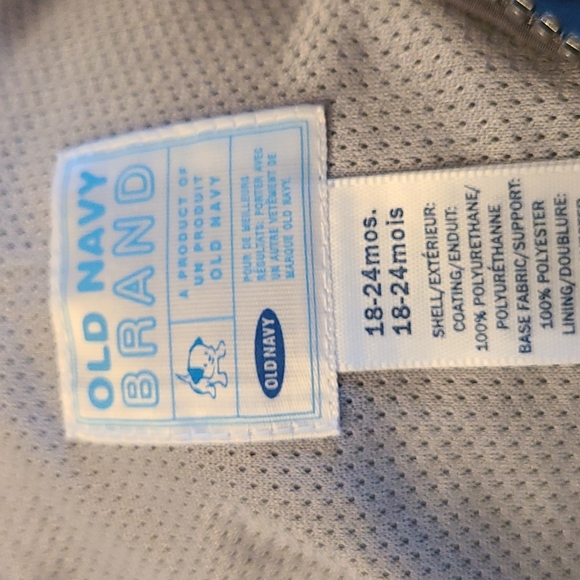 OLD NAVY
BRAND
A PRODUCT OF
UN PRODUIT
OLD NAVY
POUR DE MEILLEURS
RÉSULTATS, PORTER AVEC
UN AUTRE VÊTEMENT DE
MARQUE OLD NAVY.
OLD NAVY
18-24mos.
18-24mois
SHELL/EXTÉRIEUR:
COATING/ENDUIT:
100% POLYURETHANE/
POLYURÉTHANNE
BASE FABRIC/SUPPORT:
100% POLYESTER
LINING/DOUBLURE: